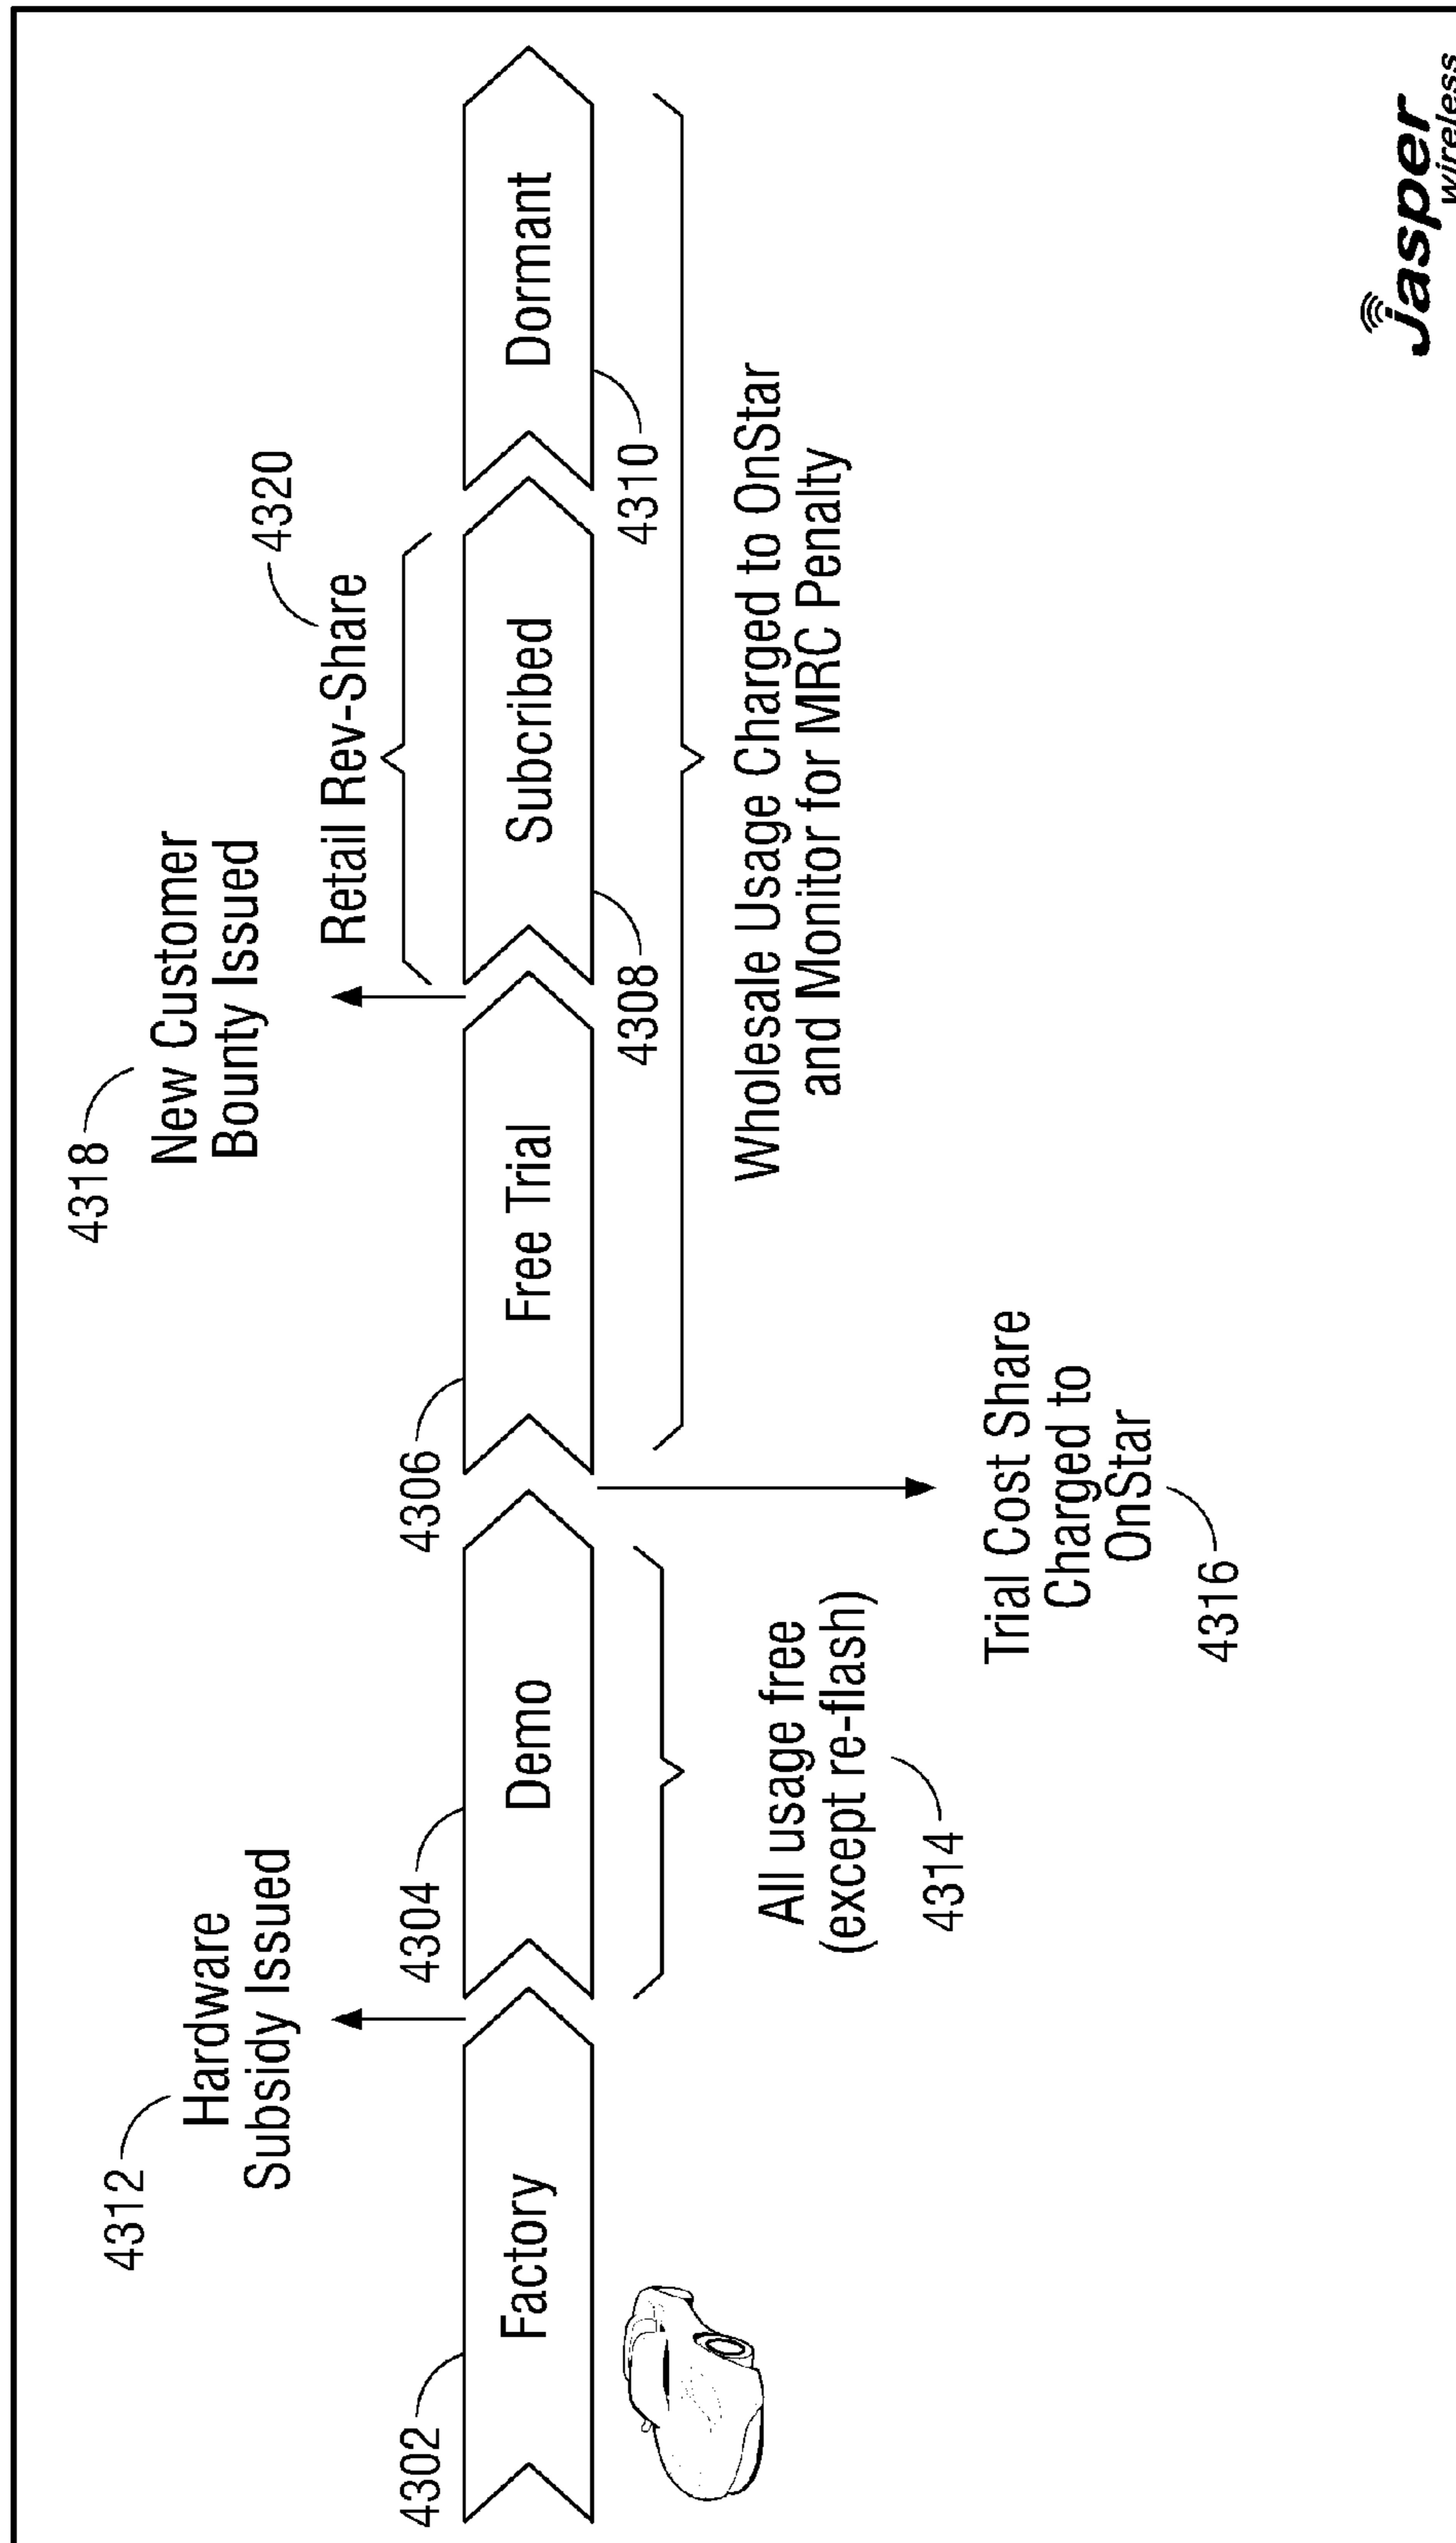 4318
New Customer
Bounty Issued
4312
Hardware
Subsidy Issued
4320
Retail Rev-Share
4302
4304
4306
Factory
Demo
Free Trial
Subcribed
Dormant
4308
4310
All usage free
(except re-flash)
4314
Wholesale Usage Charged to OnStar
and Monitor for MRC Penalty
Trial Cost Share
Charged to
OnStar
4316
jasper
wireless